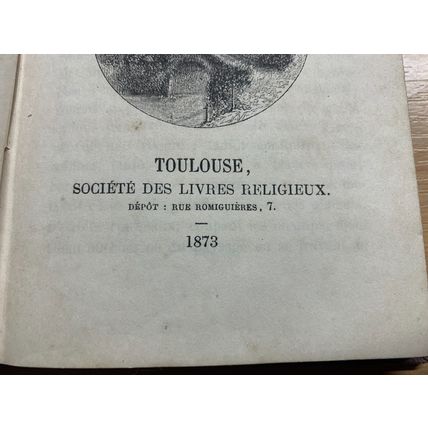 TOULOUSE,
SOCIÉTÉ DES LIVRES RELIGIEUX.
DÉPÔT : RUE ROMIGUIÈRES, 7.
1873